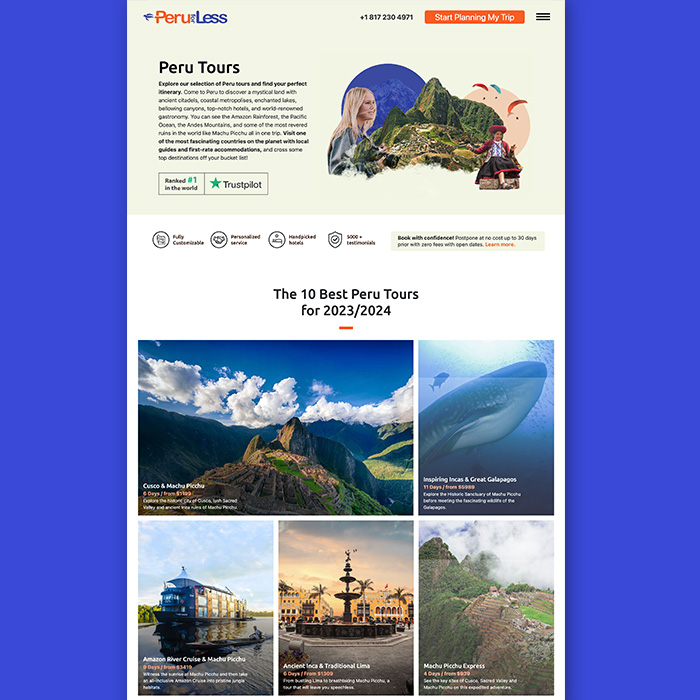 Peru for Less
+1 817 230 4971
Start Planning My Trip
Peru Tours
Explore our selection of Peru tours and find your perfect
itinerary. Come to Peru to discover a mystical land with
ancient citadels, coastal metropolises, enchanted lakes,
bellowing canyons, top-notch hotels, and world-renowned
gastronomy. You can see the Amazon Rainforest, the Pacific
Ocean, the Andes Mountains, and some of the most revered
ruins in the world like Machu Picchu all in one trip. Visit one
of the most fascinating countries on the planet with local
guides and first-rate accommodations, and cross some
top destinations off your bucket list!
Ranked #1
in the world
Trustpilot
Fully
Customizable
Personalized
service
Handpicked
hotels
5000 +
testimonials
Book with confidence! Postpone at no cost up to 30 days
prior with zero fees with open dates. Learn more.
The 10 Best Peru Tours
for 2023/2024
Cusco & Machu Picchu
6 Days / from $1199
Explore the historic city of Cusco, lush Sacred
Valley and ancient Inca ruins of Machu Picchu.
Inspiring Incas & Great Galapagos
11 Days / from $5989
Explore the Historic Sanctuary of Machu Picchu
before meeting the fascinating wildlife of the
Galapagos.
Amazon River Cruise & Machu Picchu
9 Days / from $3419
Witness the sunrise at Machu Picchu and then take
an all-inclusive Amazon Cruise into pristine jungle
habitats.
Ancient Inca & Traditional Lima
6 Days / From $1309
From bustling Lima to breathtaking Machu Picchu, a
tour that will leave you speechless.
Machu Picchu Express
4 Days / from $939
See the key sites of Cusco, Sacred Valley and
Machu Picchu on this expedited adventure.